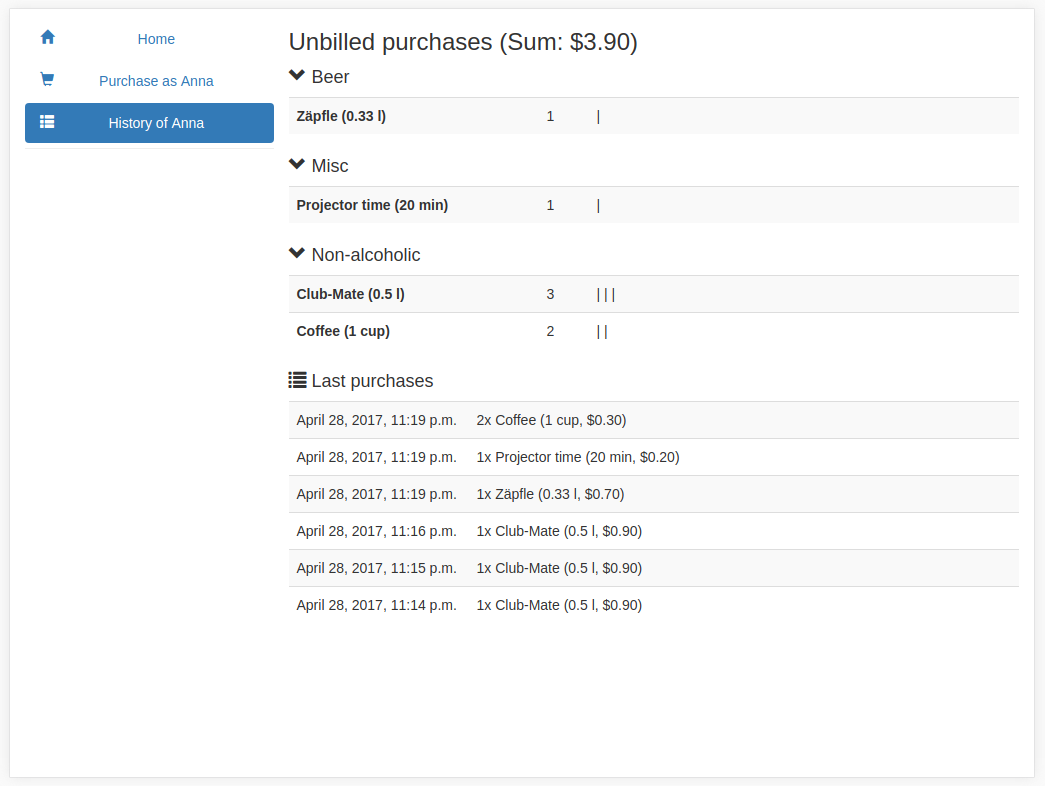 Home
Purchase as Anna
History of Anna
Unbilled purchases (Sum: $3.90)
Beer
Zäpfle (0.33 l) 1 |
Misc
Projector time (20 min) 1 |
Non-alcoholic
Club-Mate (0.5 l) 3 | | |
Coffee (1 cup) 2 | |
Last purchases
April 28, 2017, 11:19 p.m. 2x Coffee (1 cup, $0.30)
April 28, 2017, 11:19 p.m. 1x Projector time (20 min, $0.20)
April 28, 2017, 11:19 p.m. 1x Zäpfle (0.33 l, $0.70)
April 28, 2017, 11:16 p.m. 1x Club-Mate (0.5 l, $0.90)
April 28, 2017, 11:15 p.m. 1x Club-Mate (0.5 l, $0.90)
April 28, 2017, 11:14 p.m. 1x Club-Mate (0.5 l, $0.90)